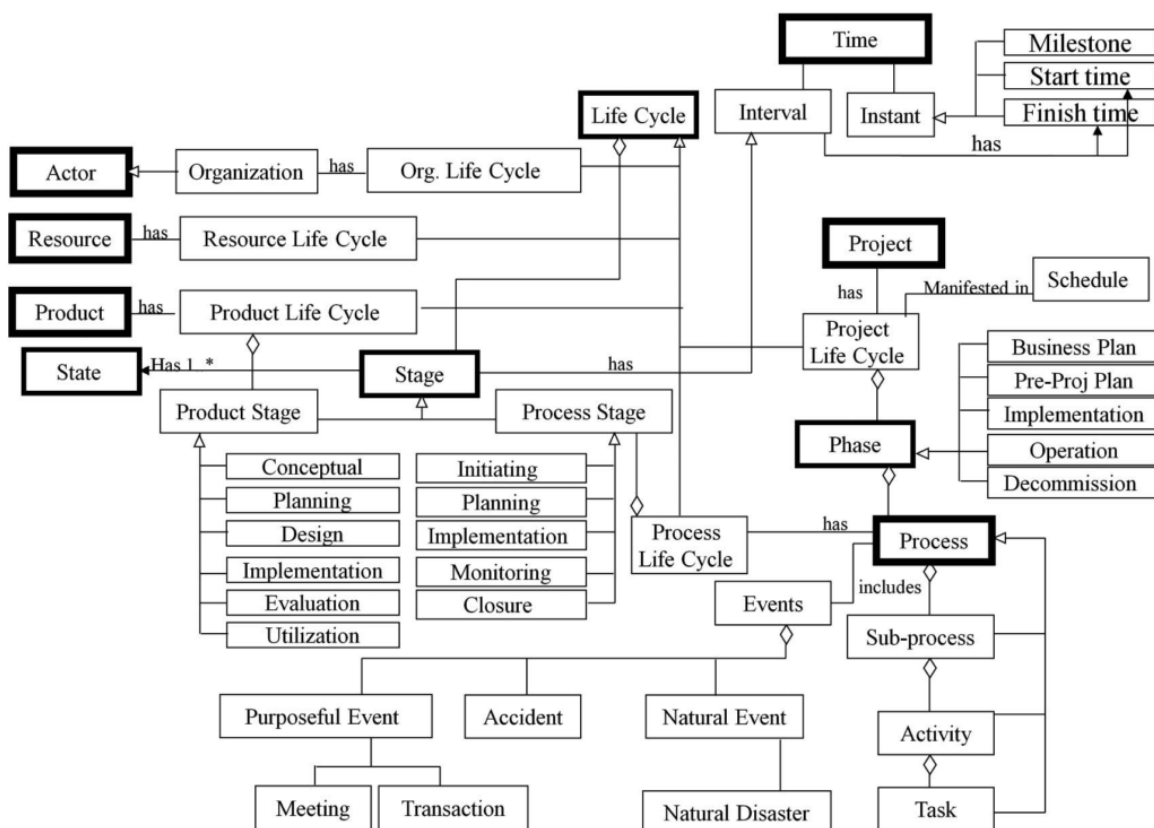 Time
Milestone
Start time
Finish time
Life Cycle
Interval
Instant
has
Actor
Organization
has
Org. Life Cycle
Resource
has
Resource Life Cycle
Project
has
Manifested in
Schedule
Product
has
Product Life Cycle
Project
Life Cycle
State
Has 1..*
Stage
has
Business Plan
Pre-Proj Plan
Implementation
Operation
Decommission
Product Stage
Process Stage
Phase
Conceptual
Planning
Design
Implementation
Evaluation
Utilization
Initiating
Planning
Implementation
Monitoring
Closure
Process
Life Cycle
has
Process
Events
includes
Sub-process
Purposeful Event
Accident
Natural Event
Activity
Meeting
Transaction
Natural Disaster
Task